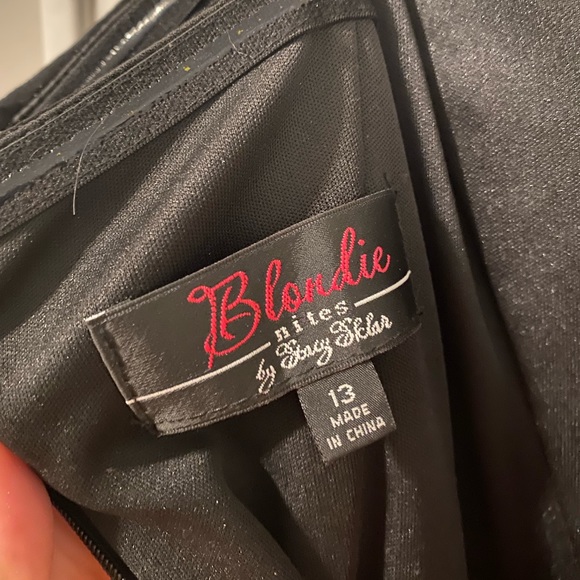 Blondie
nites
by Stacy Sklar
13
MADE
IN CHINA